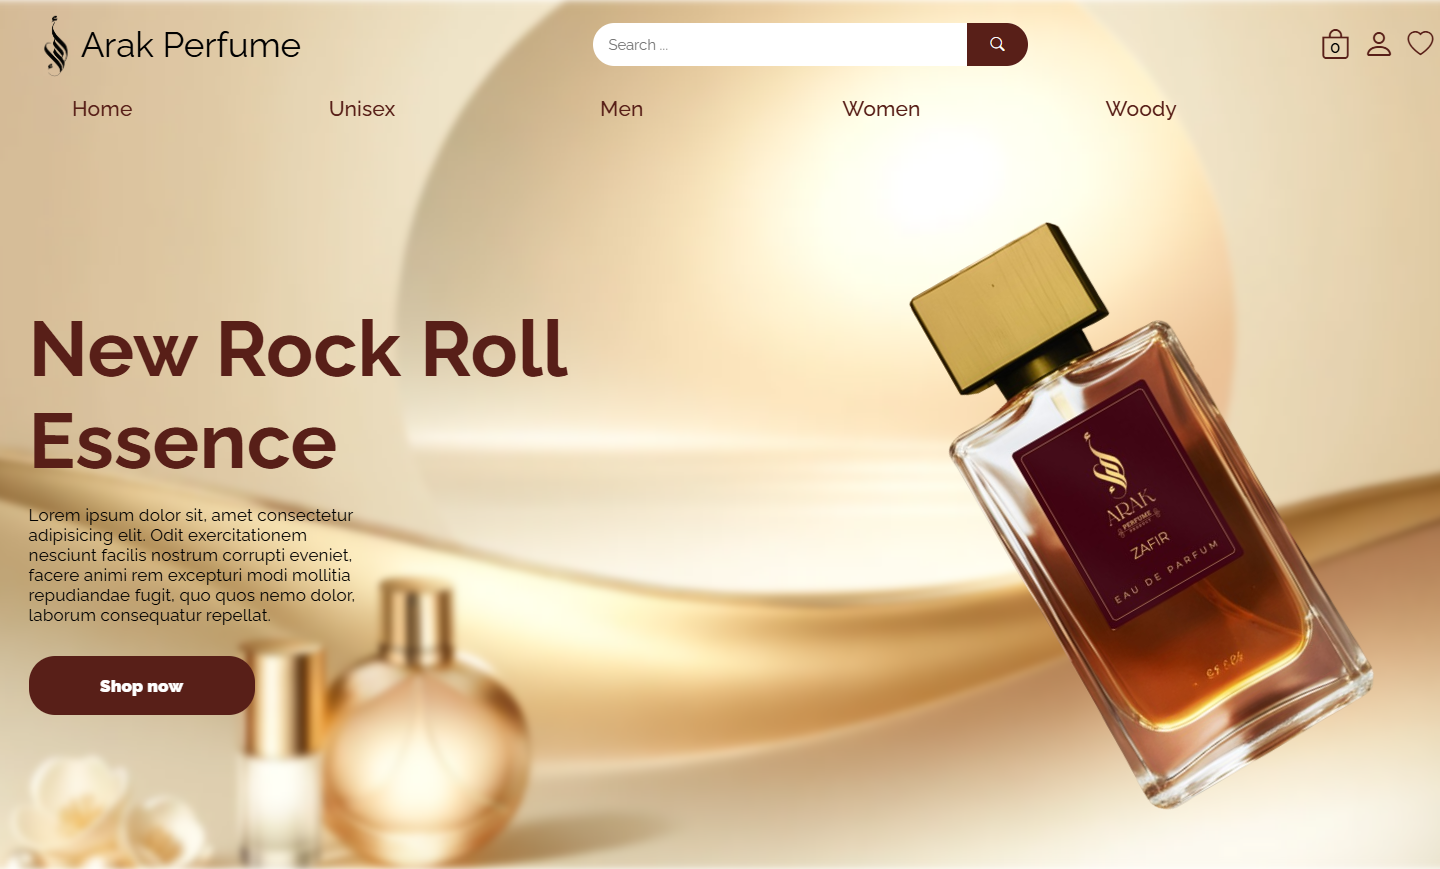 Arak Perfume
Search ...
0
Home
Unisex
Men
Women
Woody
New Rock Roll
Essence
Lorem ipsum dolor sit, amet consectetur
adipisicing elit. Odit exercitationem
nesciunt facilis nostrum corrupti eveniet,
facere animi rem excepturi modi mollitia
repudiandae fugit, quo quos nemo dolor,
laborum consequatur repellat.
Shop now
ARAK
PERFUME
PRODUCT
ZAFIR
EAU DE PARFUM